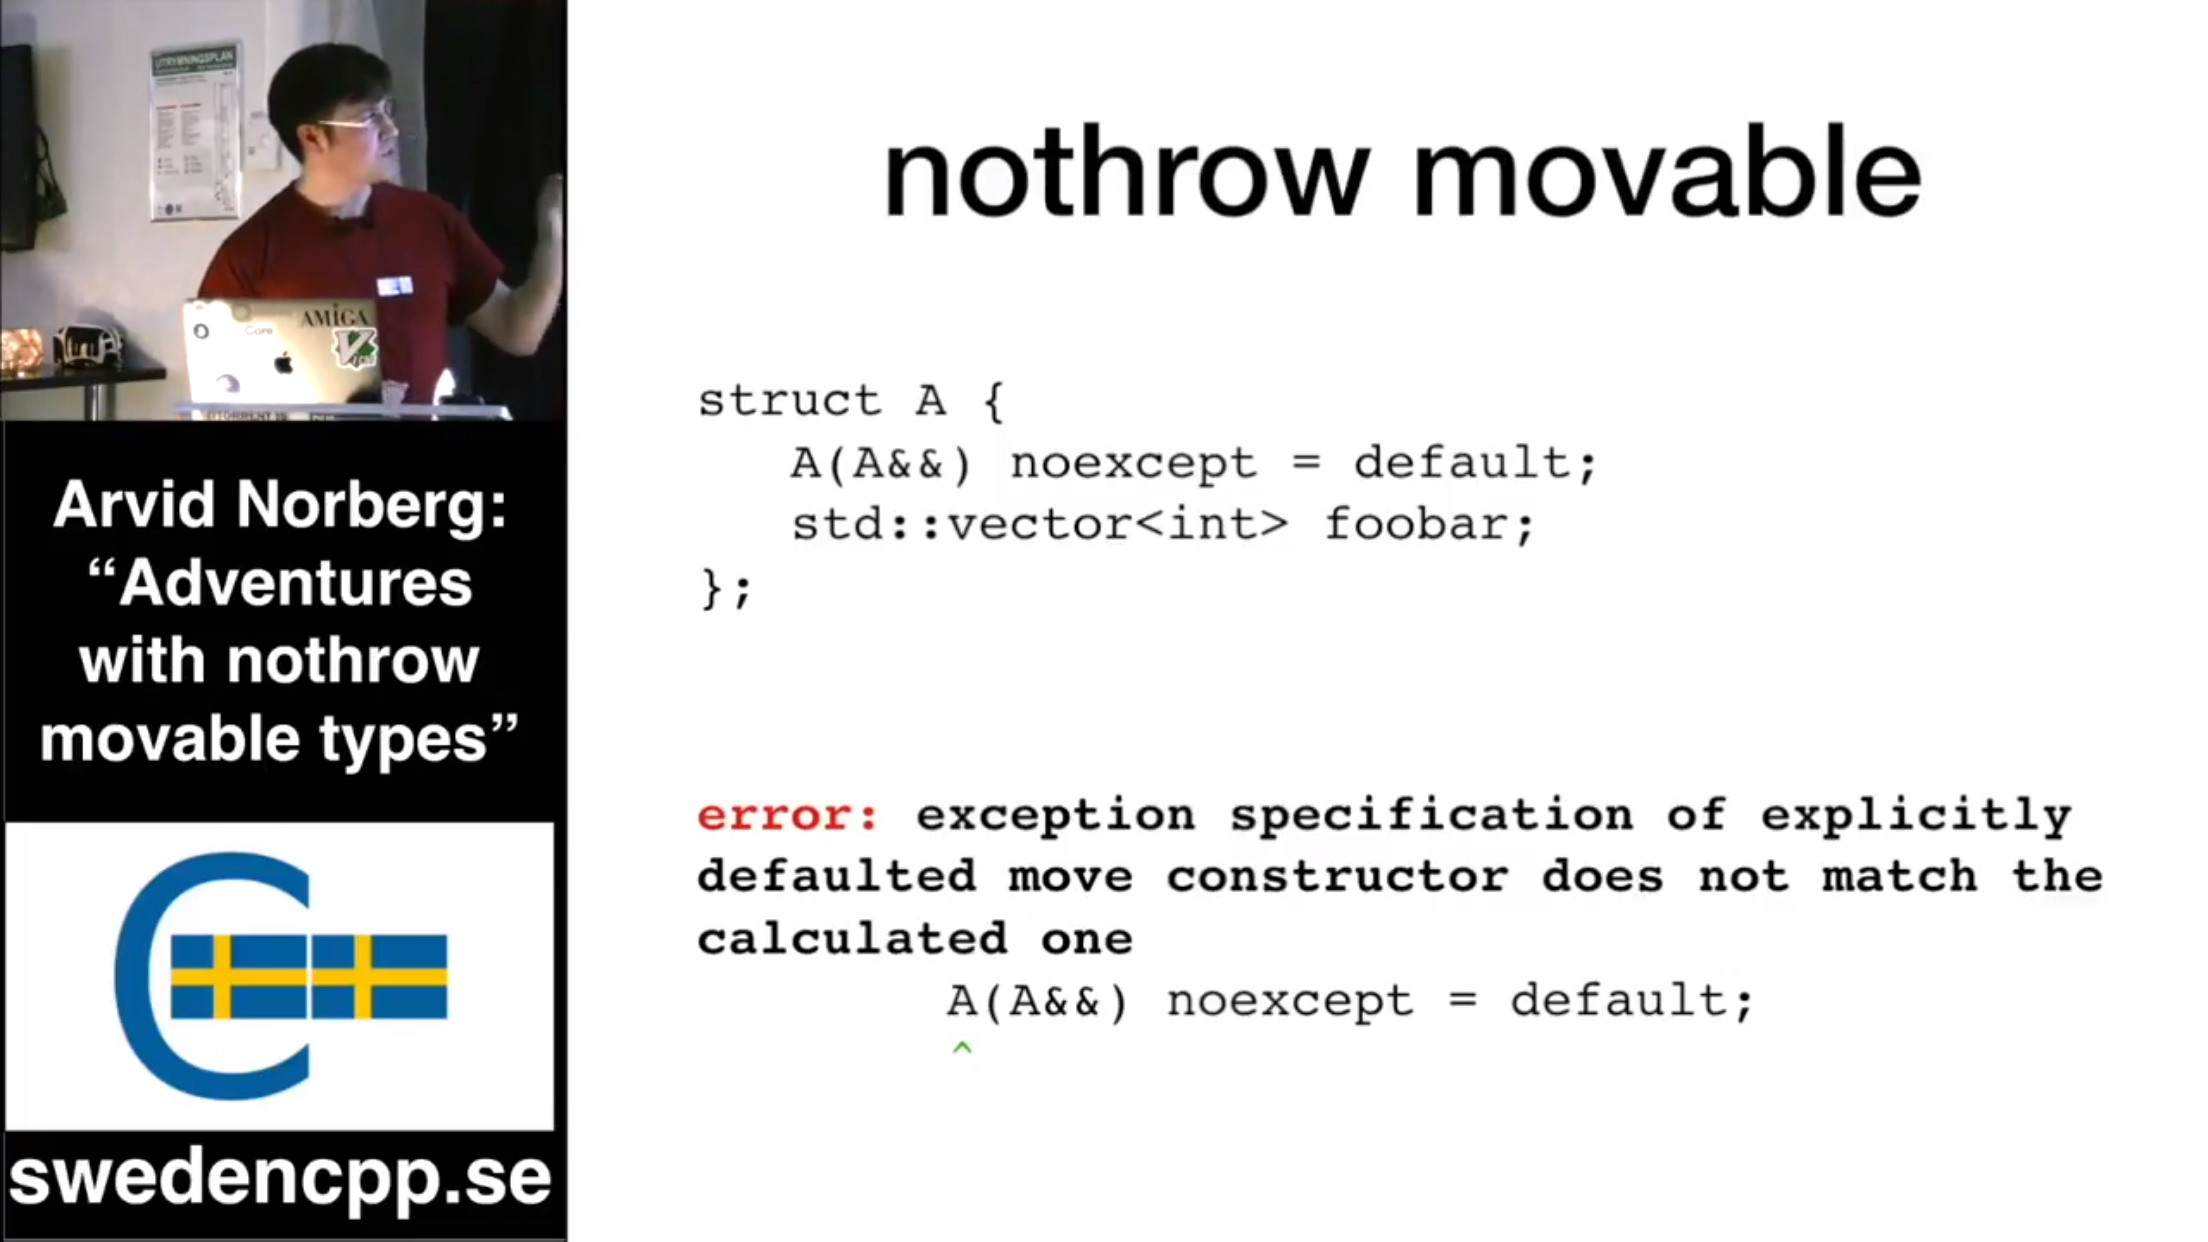 UTRYMNINGSPLAN
AMIGA
Core
nothrow movable
struct A {
A(A&&) noexcept = default;
std::vector<int> foobar;
};
error: exception specification of explicitly
defaulted move constructor does not match the
calculated one
A(A&&) noexcept = default;
^
Arvid Norberg:
“Adventures
with nothrow
movable types”
swedencpp.se